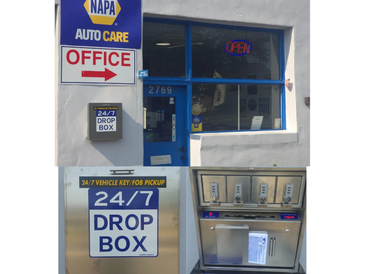 NAPA
AUTO CARE
OFFICE
OPEN
2769
24/7
DROP
BOX
24/7 VEHICLE KEY/FOB PICKUP
24/7
DROP
BOX